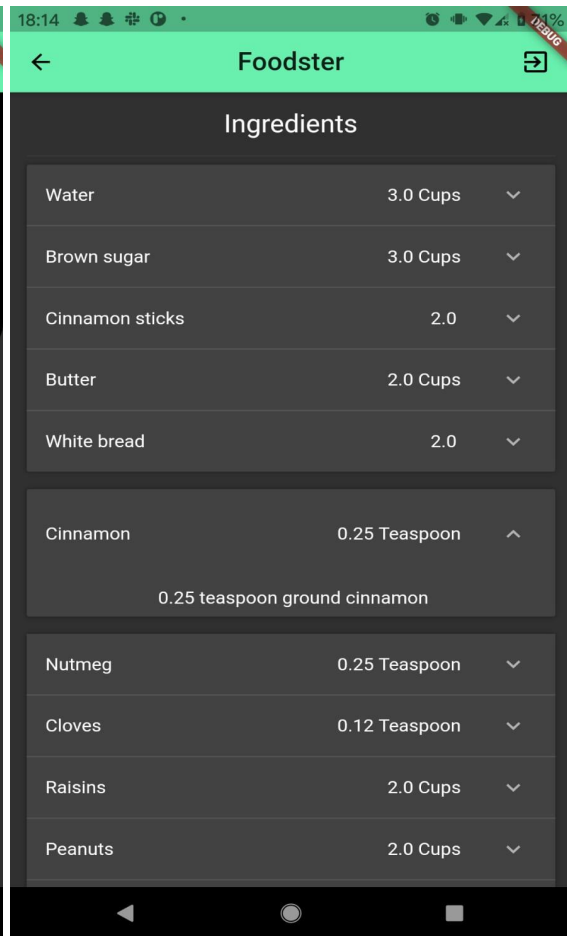 18:14 71%
DEBUG
Foodster
Ingredients
Water 3.0 Cups
Brown sugar 3.0 Cups
Cinnamon sticks 2.0
Butter 2.0 Cups
White bread 2.0
Cinnamon 0.25 Teaspoon
0.25 teaspoon ground cinnamon
Nutmeg 0.25 Teaspoon
Cloves 0.12 Teaspoon
Raisins 2.0 Cups
Peanuts 2.0 Cups